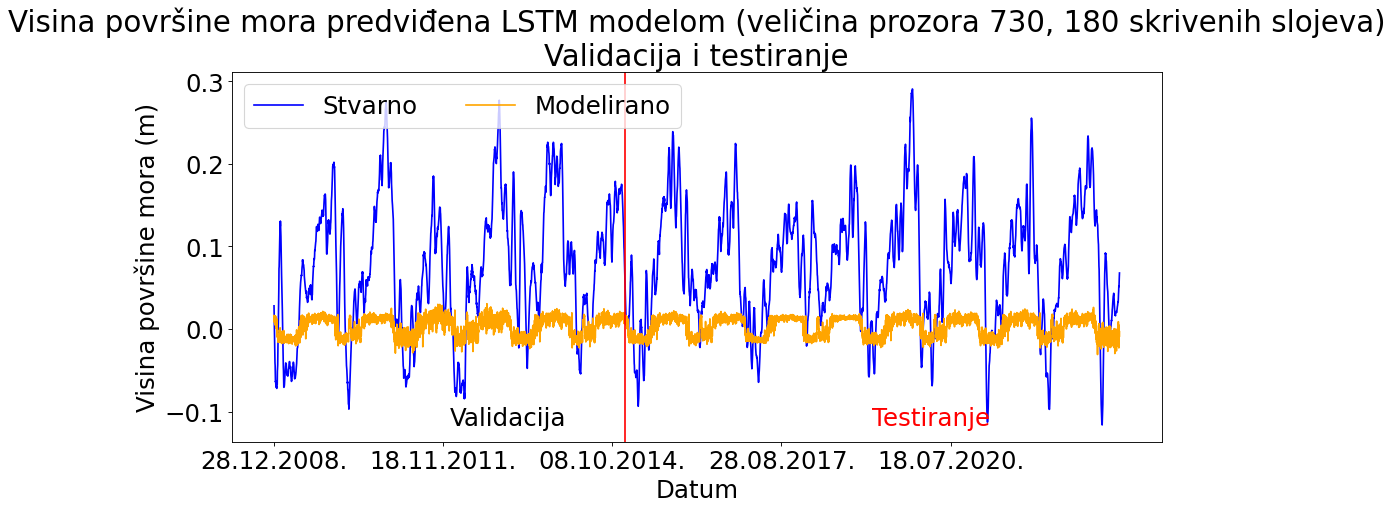 Visina površine mora predviđena LSTM modelom (veličina prozora 730, 180 skrivenih slojeva)
Validacija i testiranje
Stvarno Modelirano
Visina površine mora (m)
0.3
0.2
0.1
0.0
−0.1
Validacija Testiranje
28.12.2008. 18.11.2011. 08.10.2014. 28.08.2017. 18.07.2020.
Datum